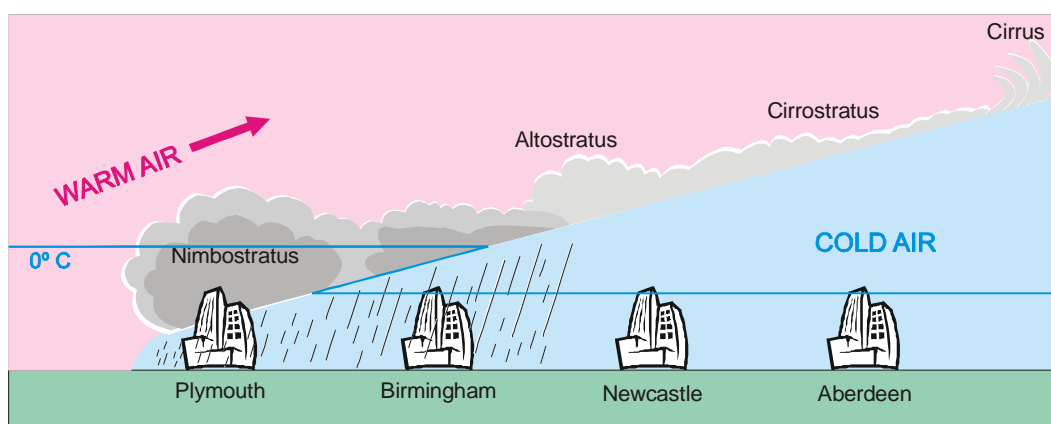 Cirrus
Cirrostratus
Altostratus
WARM AIR
Nimbostratus
0º C
COLD AIR
Plymouth
Birmingham
Newcastle
Aberdeen